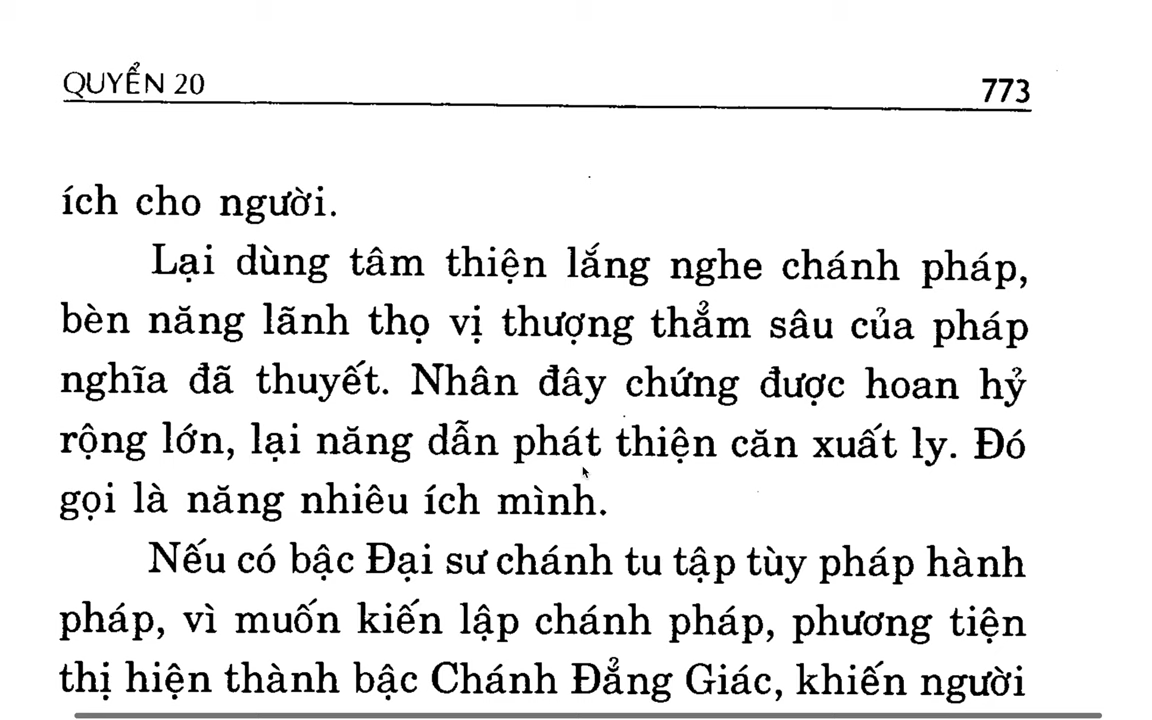 QUYỂN 20 773
ích cho người.
Lại dùng tâm thiện lắng nghe chánh pháp,
bèn năng lãnh thọ vị thượng thẳm sâu của pháp
nghĩa đã thuyết. Nhân đây chứng được hoan hỷ
rộng lớn, lại năng dẫn phát thiện căn xuất ly. Đó
gọi là năng nhiêu ích mình.
Nếu có bậc Đại sư chánh tu tập tùy pháp hành
pháp, vì muốn kiến lập chánh pháp, phương tiện
thị hiện thành bậc Chánh Đẳng Giác, khiến người